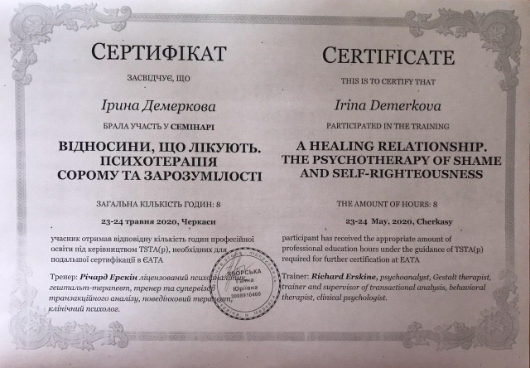 СЕРТИФІКАТ
ЗАСВІДЧУЄ, ЩО
Ірина Демеркова
БРАЛА УЧАСТЬ У СЕМІНАРІ
ВІДНОСИНИ, ЩО ЛІКУЮТЬ.
ПСИХОТЕРАПІЯ
СОРОМУ ТА ЗАРОЗУМІЛОСТІ
ЗАГАЛЬНА КІЛЬКІСТЬ ГОДИН: 8
23-24 травня 2020, Черкаси
учасник отримав відповідну кількість годин професійної
освіти під керівництвом TSTA(p), необхідних для
подальшої сертифікації в ЄАТА
Тренер: Річард Ерскін ліцензований
гештальт-терапевт, тренер та супервізор
транзакційного аналізу, поведінковий терапевт,
клінічний психолог.
CERTIFICATE
THIS IS TO CERTIFY THAT
Irina Demerkova
PARTICIPATED IN THE TRAINING
A HEALING RELATIONSHIP.
THE PSYCHOTHERAPY OF SHAME
AND SELF-RIGHTEOUSNESS
THE AMOUNT OF HOURS: 8
23-24 May, 2020, Cherkasy
participant has received the appropriate amount of
professional education hours under the guidance of TSTA(p)
required for further certification at EATA
Trainer: Richard Erskine, psychoanalyst, Gestalt therapist,
trainer and supervisor of transactional analysis, behavioral
therapist, clinical psychologist.
ЗБОРСЬКА
Юріївна